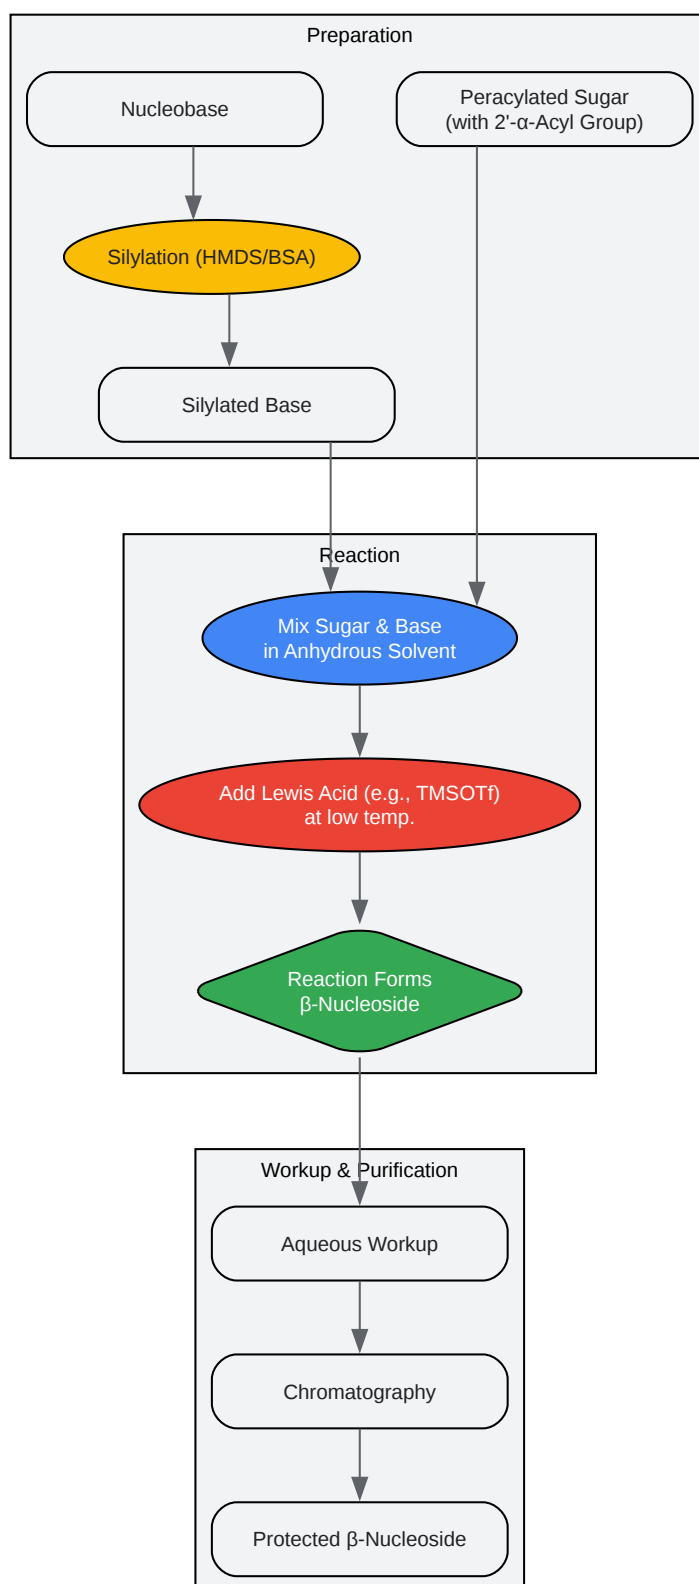 Preparation
Nucleobase
Peracylated Sugar
(with 2'-α-Acyl Group)
Silylation (HMDS/BSA)
Silylated Base
Reaction
Mix Sugar & Base
in Anhydrous Solvent
Add Lewis Acid (e.g., TMSOTf)
at low temp.
Reaction Forms
β-Nucleoside
Workup & Purification
Aqueous Workup
Chromatography
Protected β-Nucleoside